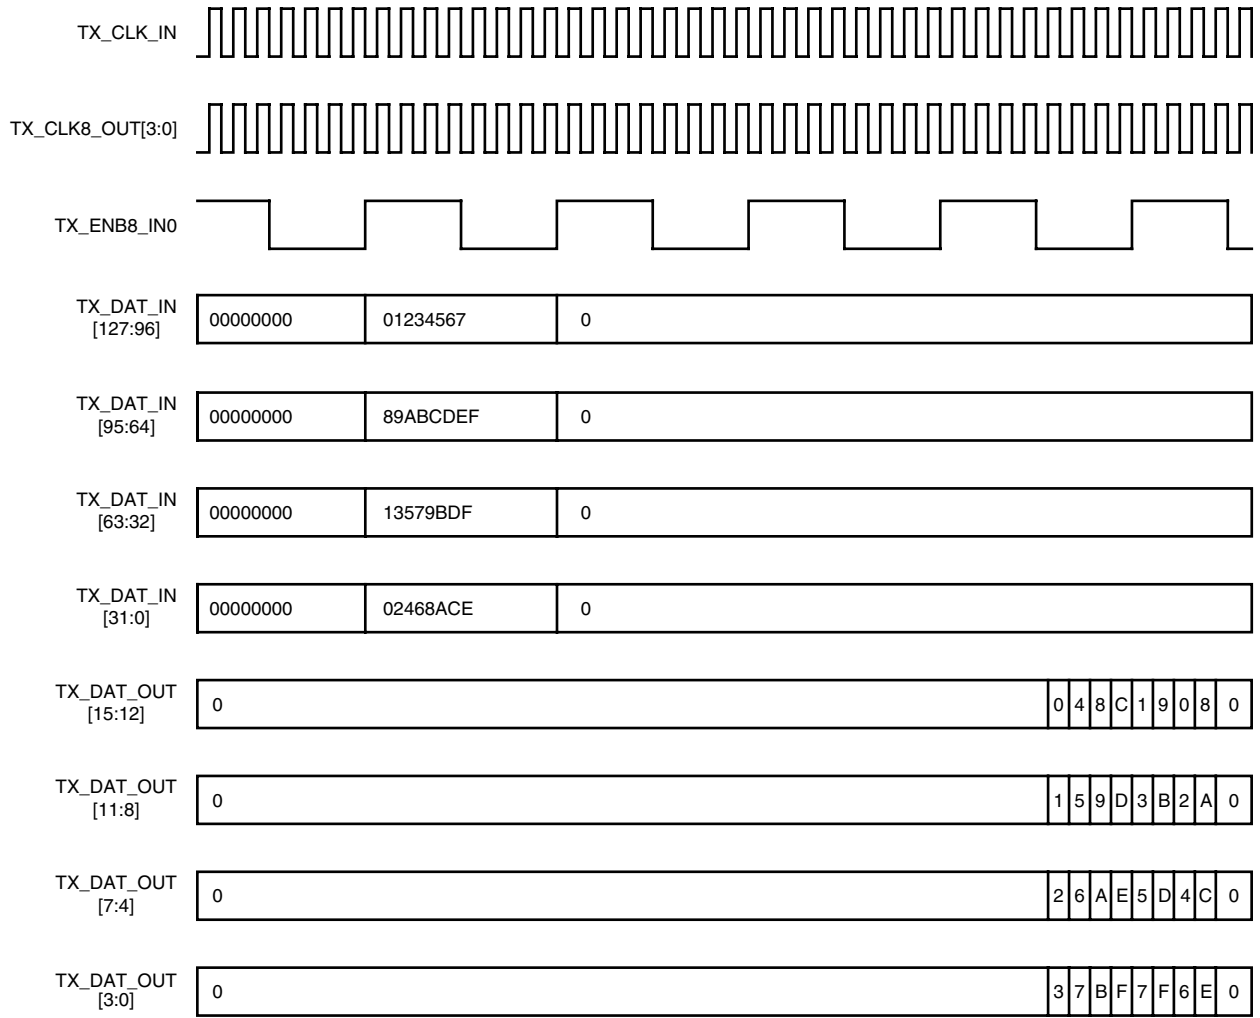 TX_CLK_IN
TX_CLK8_OUT[3:0]
TX_ENB8_IN0
TX_DAT_IN
[127:96]
00000000 01234567 0
TX_DAT_IN
[95:64]
00000000 89ABCDEF 0
TX_DAT_IN
[63:32]
00000000 13579BDF 0
TX_DAT_IN
[31:0]
00000000 02468ACE 0
TX_DAT_OUT
[15:12]
0 0 4 8 C 1 9 0 8 0
TX_DAT_OUT
[11:8]
0 1 5 9 D 3 B 2 A 0
TX_DAT_OUT
[7:4]
0 2 6 A E 5 D 4 C 0
TX_DAT_OUT
[3:0]
0 3 7 B F 7 F 6 E 0